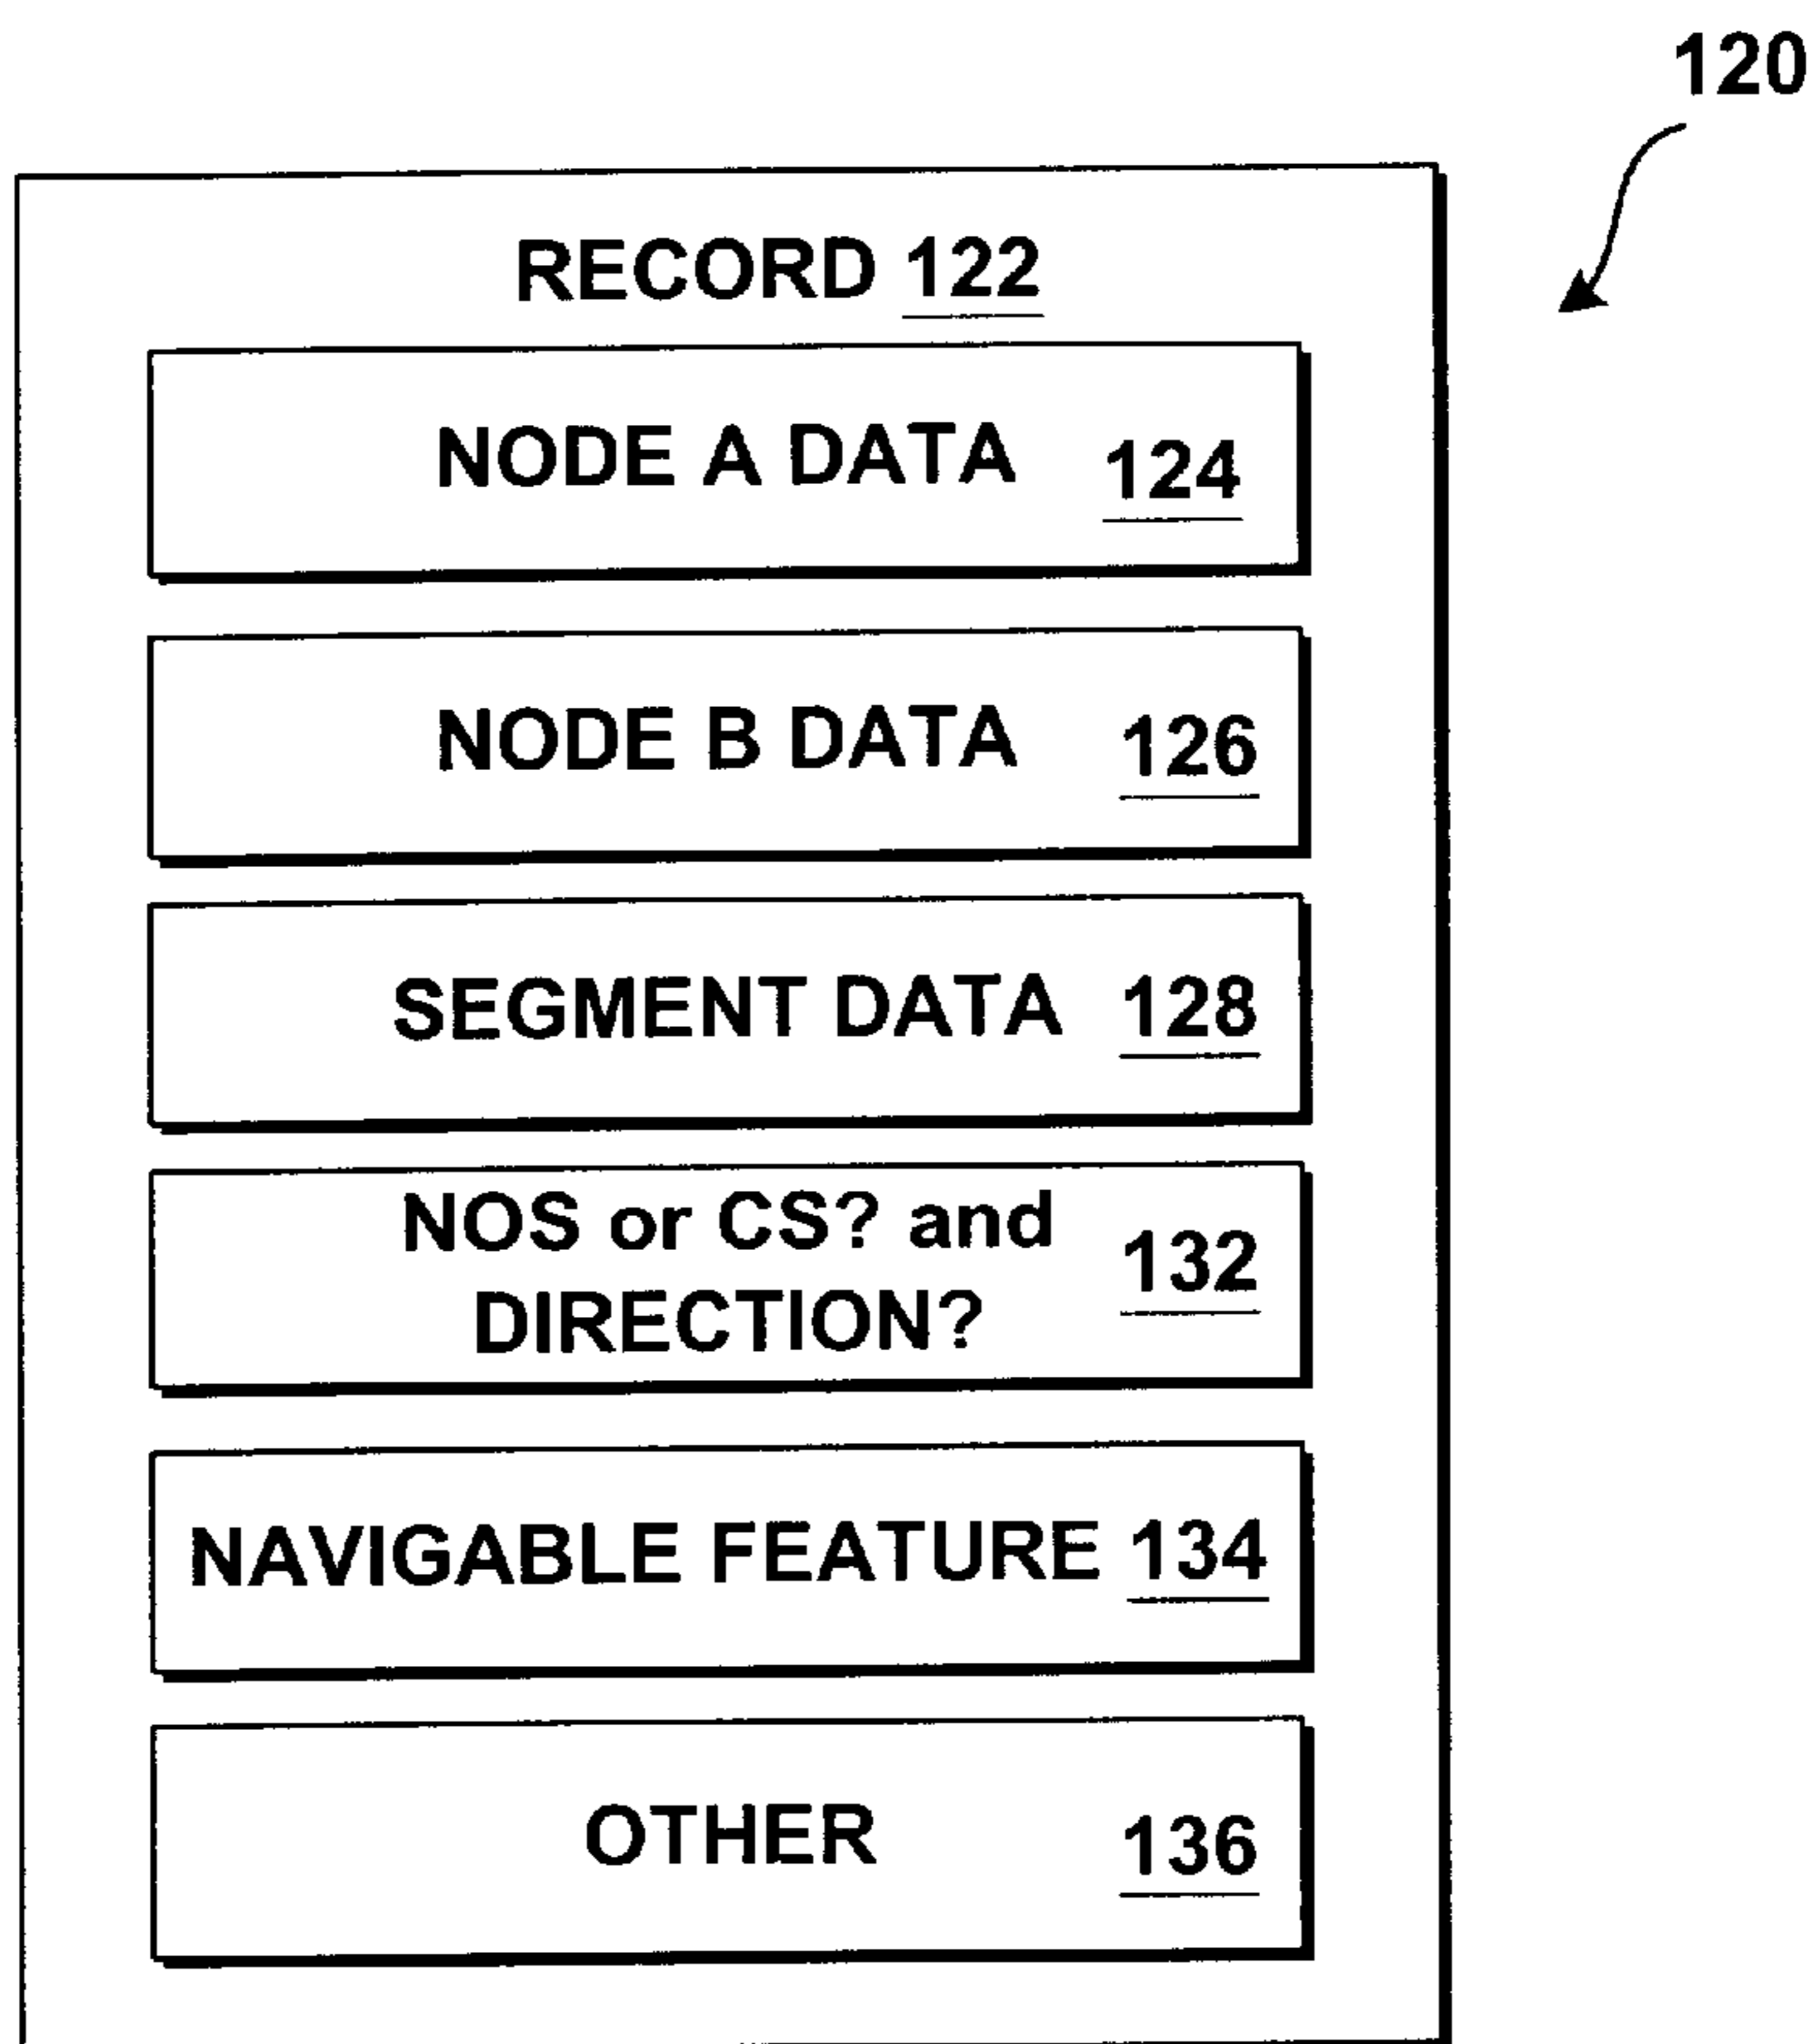 120
RECORD 122
NODE A DATA 124
NODE B DATA 126
SEGMENT DATA 128
NOS or CS? and
DIRECTION? 132
NAVIGABLE FEATURE 134
OTHER 136